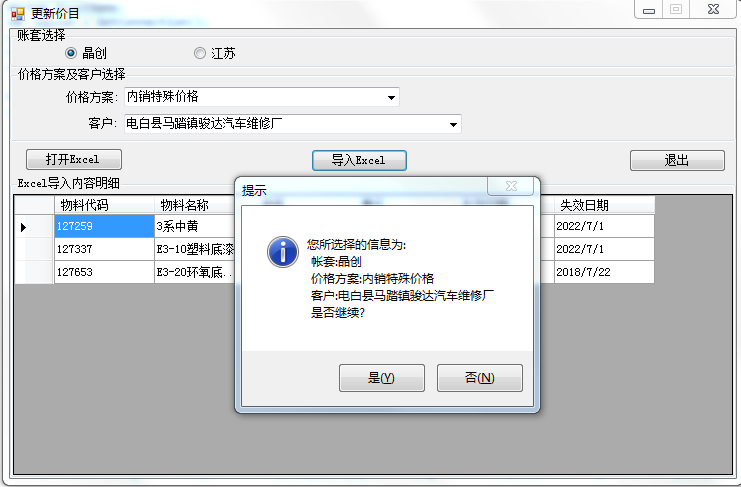 更新价目
账套选择
晶创 江苏
价格方案及客户选择
价格方案: 内销特殊价格
客户: 电白县马踏镇骏达汽车维修厂
打开Excel 导入Excel 退出
Excel导入内容明细
物料代码 物料名称 失效日期
127259 3系中黄 2022/7/1
127337 E3-10塑料底漆 2022/7/1
127653 E3-20环氧底.. 2018/7/22
提示
您所选择的信息为:
帐套:晶创
价格方案:内销特殊价格
客户:电白县马踏镇骏达汽车维修厂
是否继续?
是(Y) 否(N)